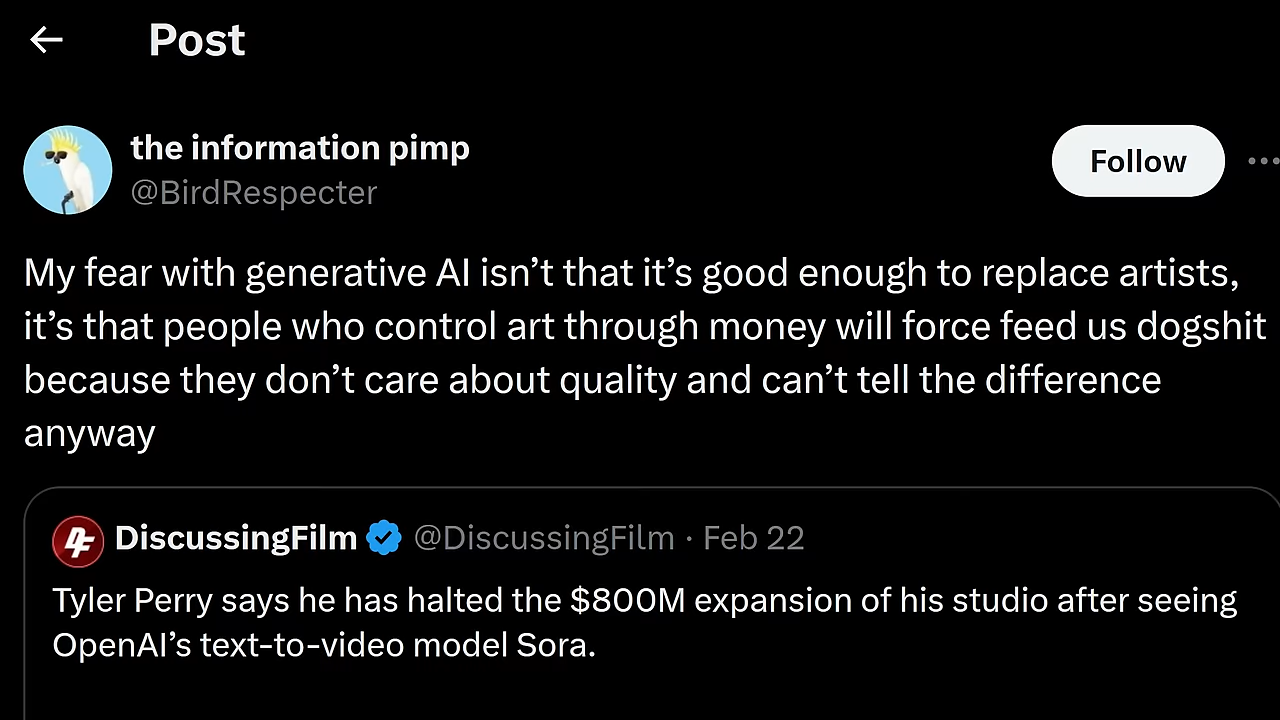 Post
the information pimp
@BirdRespecter
Follow
My fear with generative AI isn’t that it’s good enough to replace artists,
it’s that people who control art through money will force feed us dogshit
because they don’t care about quality and can’t tell the difference
anyway
DiscussingFilm @DiscussingFilm · Feb 22
Tyler Perry says he has halted the $800M expansion of his studio after seeing
OpenAI’s text-to-video model Sora.